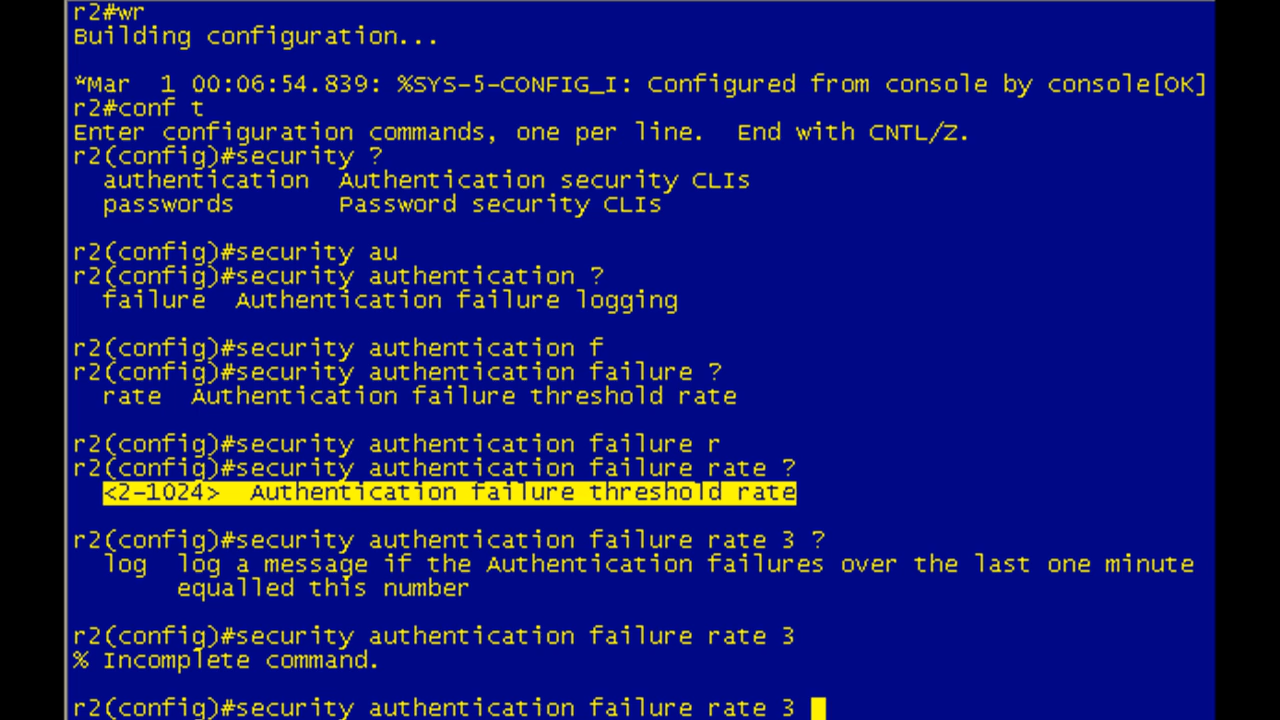 r2#wr
Building configuration...
*Mar  1 00:06:54.839: %SYS-5-CONFIG_I: Configured from console by console[OK]
r2#conf t
Enter configuration commands, one per line.  End with CNTL/Z.
r2(config)#security ?
  authentication  Authentication security CLIs
  passwords       Password security CLIs
r2(config)#security au
r2(config)#security authentication ?
  failure  Authentication failure logging
r2(config)#security authentication f
r2(config)#security authentication failure ?
  rate  Authentication failure threshold rate
r2(config)#security authentication failure r
r2(config)#security authentication failure rate ?
  <2-1024>  Authentication failure threshold rate
r2(config)#security authentication failure rate 3 ?
  log  log a message if the Authentication failures over the last one minute
       equalled this number
r2(config)#security authentication failure rate 3
% Incomplete command.
r2(config)#security authentication failure rate 3